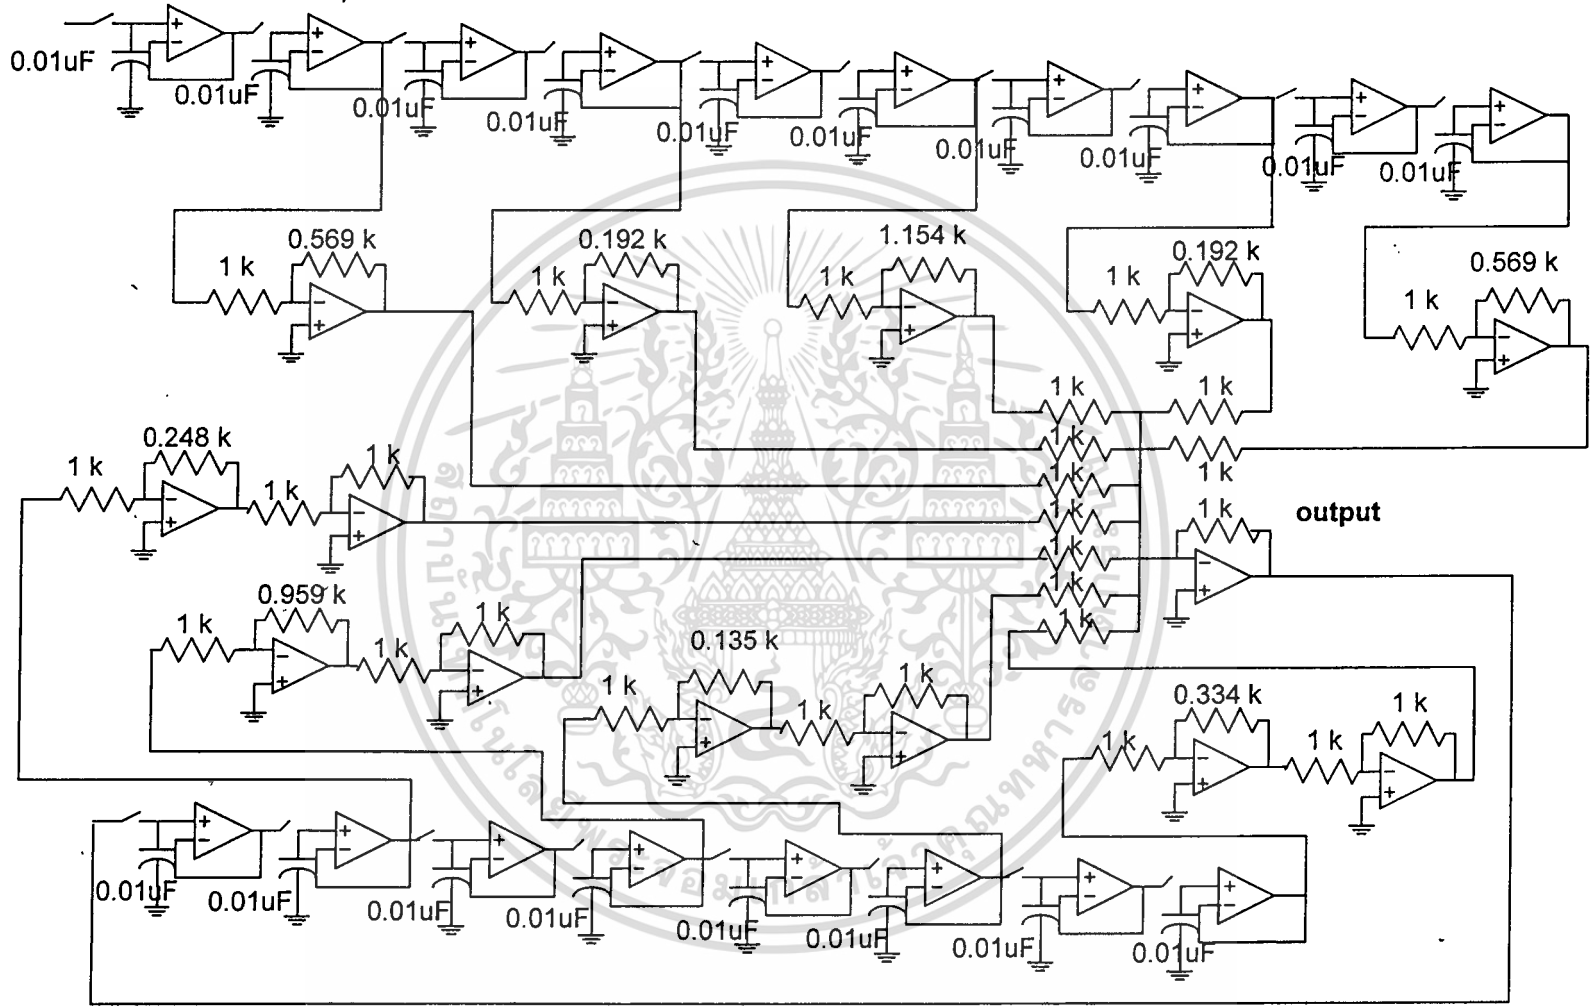 0.01uF
0.01uF
0.01uF
0.01uF
0.01uF
0.01uF
0.01uF
0.01uF
0.01uF
0.01uF
0.569 k
1 k
0.192 k
1 k
1.154 k
1 k
0.192 k
1 k
0.569 k
1 k
1 k
1 k
1 k
1 k
1 k
1 k
1 k
1 k
1 k
0.248 k
1 k
1 k
1 k
1 k
output
0.959 k
1 k
1 k
1 k
0.135 k
1 k
1 k
1 k
0.334 k
1 k
1 k
1 k
0.01uF
0.01uF
0.01uF
0.01uF
0.01uF
0.01uF
0.01uF
0.01uF